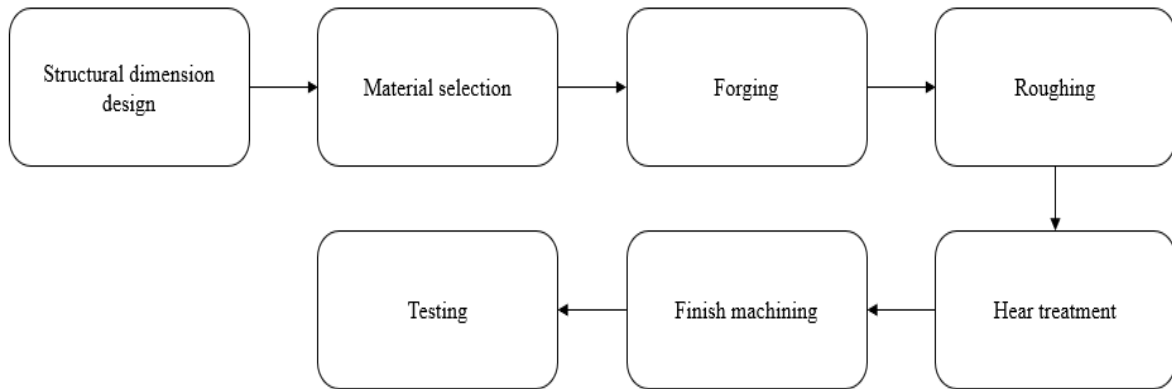 Structural dimension
design
Material selection
Forging
Roughing
Hear treatment
Finish machining
Testing